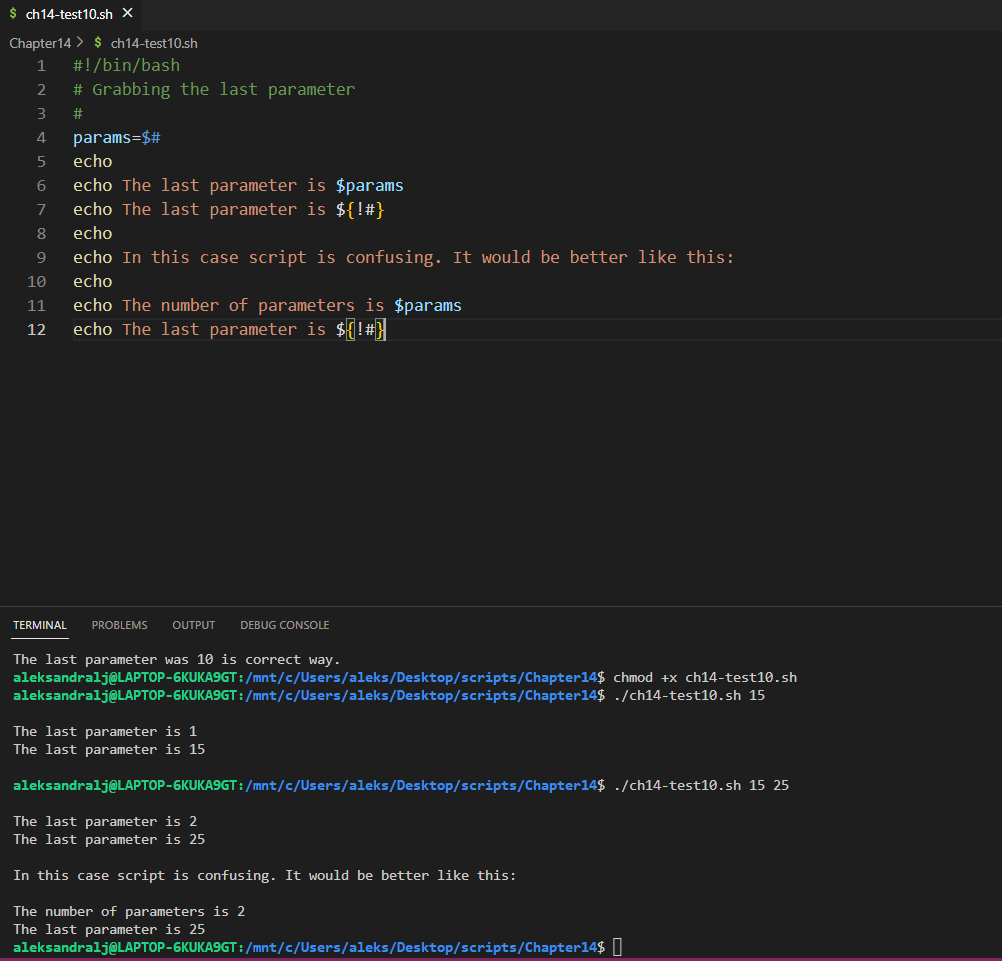 $ ch14-test10.sh ×
Chapter14 > $ ch14-test10.sh
1 #!/bin/bash
2 # Grabbing the last parameter
3 #
4 params=$#
5 echo
6 echo The last parameter is $params
7 echo The last parameter is ${!#}
8 echo
9 echo In this case script is confusing. It would be better like this:
10 echo
11 echo The number of parameters is $params
12 echo The last parameter is ${!#}
TERMINAL PROBLEMS OUTPUT DEBUG CONSOLE
The last parameter was 10 is correct way.
aleksandralj@LAPTOP-6KUKA9GT:/mnt/c/Users/aleks/Desktop/scripts/Chapter14$ chmod +x ch14-test10.sh
aleksandralj@LAPTOP-6KUKA9GT:/mnt/c/Users/aleks/Desktop/scripts/Chapter14$ ./ch14-test10.sh 15
The last parameter is 1
The last parameter is 15
aleksandralj@LAPTOP-6KUKA9GT:/mnt/c/Users/aleks/Desktop/scripts/Chapter14$ ./ch14-test10.sh 15 25
The last parameter is 2
The last parameter is 25
In this case script is confusing. It would be better like this:
The number of parameters is 2
The last parameter is 25
aleksandralj@LAPTOP-6KUKA9GT:/mnt/c/Users/aleks/Desktop/scripts/Chapter14$